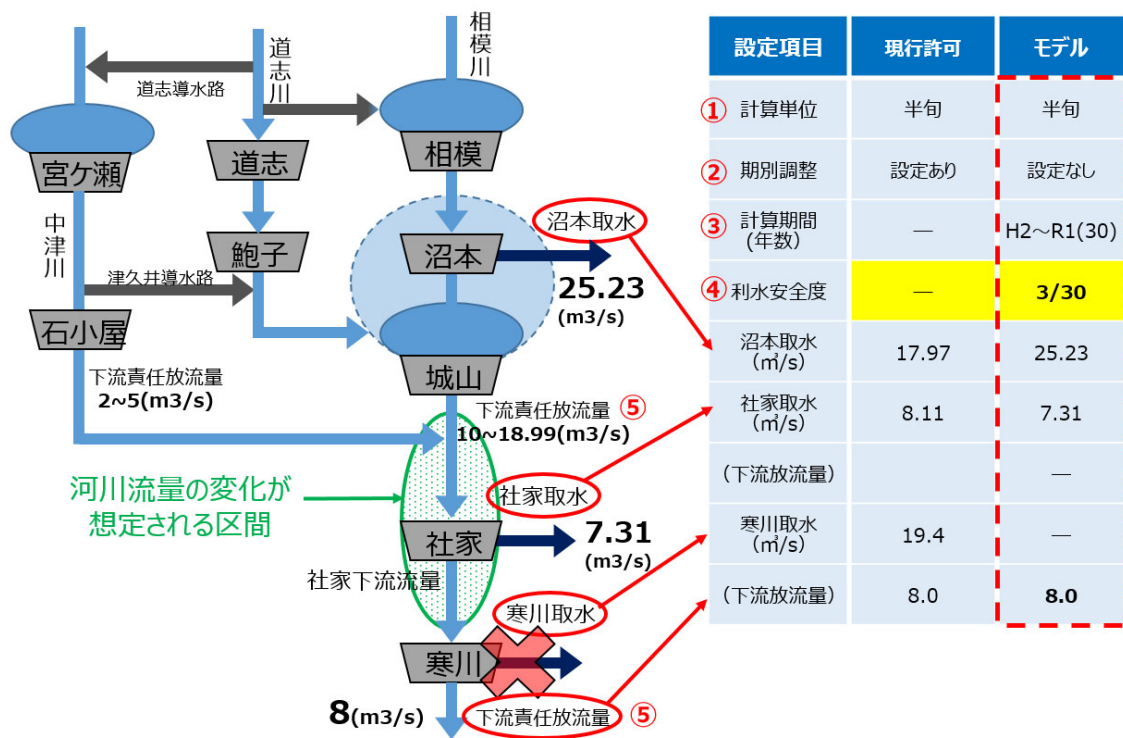 相模川
道志川
道志導水路
宮ケ瀬
道志
相模
中津川
鮑子
沼本
沼本取水
25.23
(m3/s)
津久井導水路
石小屋
城山
下流責任放流量
2~5(m3/s)
下流責任放流量 ⑤
10~18.99(m3/s)
河川流量の変化が
想定される区間
社家取水
社家
7.31
(m3/s)
社家下流流量
寒川取水
寒川
8(m3/s)
下流責任放流量 ⑤
設定項目 現行許可 モデル
① 計算単位 半旬 半旬
② 期別調整 設定あり 設定なし
③ 計算期間
(年数) ― H2～R1(30)
④ 利水安全度 ― 3/30
沼本取水
(㎥/s) 17.97 25.23
社家取水
(㎥/s) 8.11 7.31
(下流放流量) ―
寒川取水
(㎥/s) 19.4 ―
(下流放流量) 8.0 8.0